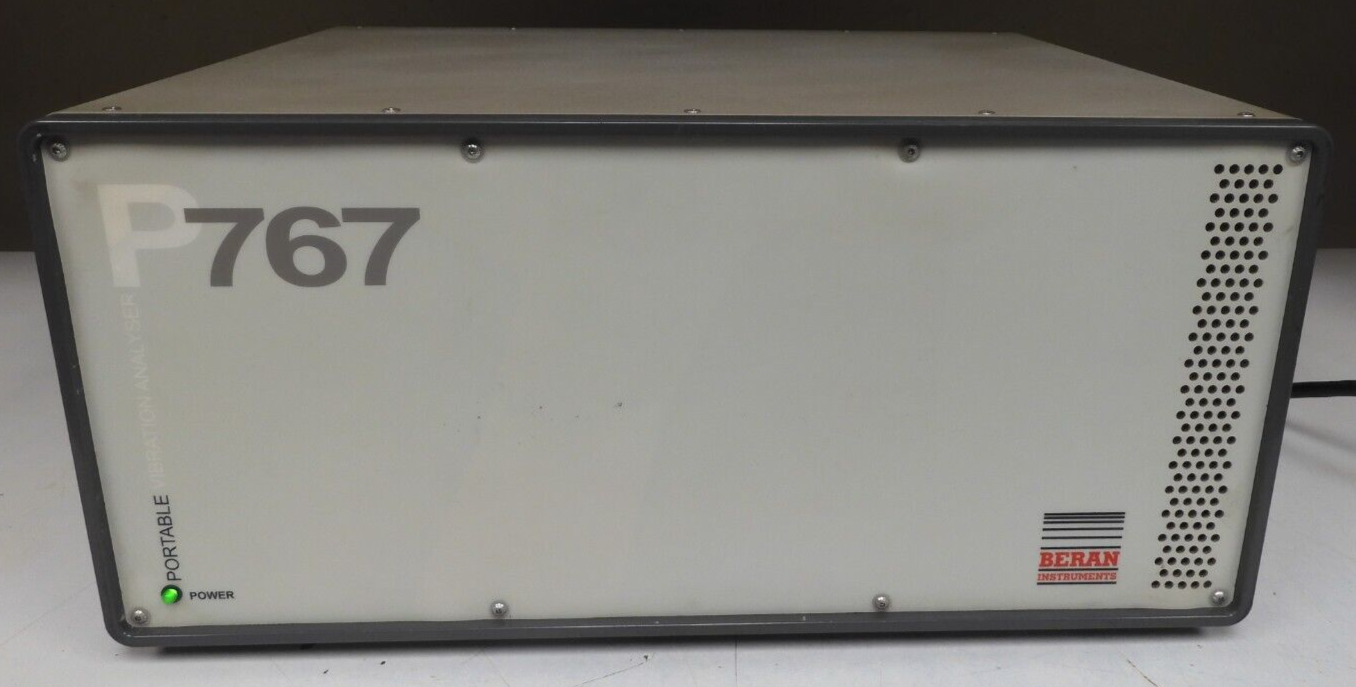 P767
PORTABLE VIBRATION ANALYSER
POWER
BERAN
INSTRUMENTS